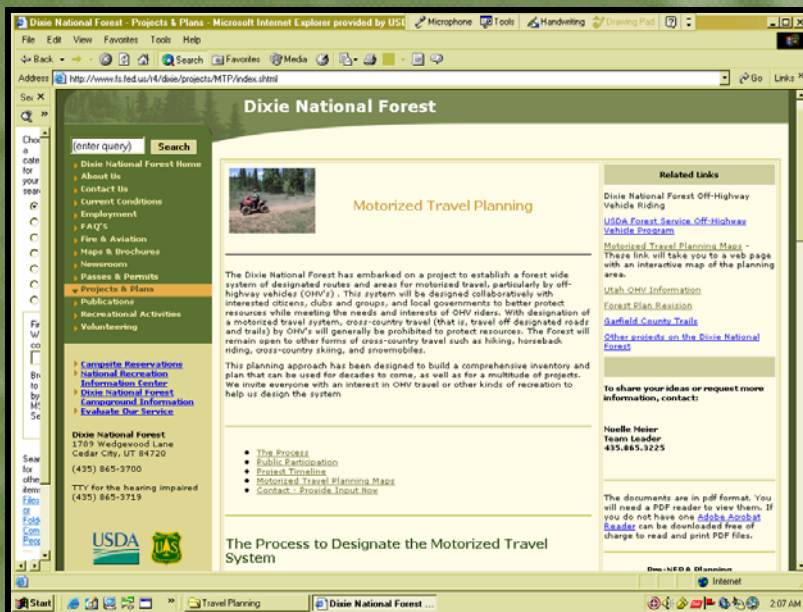 Dixie National Forest - Projects & Plans - Microsoft Internet Explorer provided by USD
Microphone Tools Handwriting Drawing Pad
File Edit View Favorites Tools Help
Back Search Favorites Media
Address http://www.fs.fed.us/r4/dixie/projects/MTP/index.shtml Go Links
Dixie National Forest
(enter query) Search
Dixie National Forest Home
About Us
Contact Us
Current Conditions
Employment
FAQ'S
Fire & Aviation
Maps & Brochures
Newsroom
Passes & Permits
Projects & Plans
Publications
Recreational Activities
Volunteering
Campsite Reservations
National Recreation
Information Center
Dixie National Forest
Campground Information
Evaluate Our Service
Dixie National Forest
1789 Wedgewood Lane
Cedar City, UT 84720
(435) 865-3700
TTY for the hearing impaired
(435) 865-3719
USDA
Motorized Travel Planning
The Dixie National Forest has embarked on a project to establish a forest wide
system of designated routes and areas for motorized travel, particularly by off-
highway vehicles (OHV's) . This system will be designed collaboratively with
interested citizens, clubs and groups, and local governments to better protect
resources while meeting the needs and interests of OHV riders. With designation of
a motorized travel system, cross-country travel (that is, travel off designated roads
and trails) by OHV's will generally be prohibited to protect resources. The Forest will
remain open to other forms of cross-country travel such as hiking, horseback
riding, cross-country skiing, and snowmobiles.
This planning approach has been designed to build a comprehensive inventory and
plan that can be used for decades to come, as well as for a multitude of projects.
We invite everyone with an interest in OHV travel or other kinds of recreation to
help us design the system
The Process
Public Participation
Project Timeline
Motorized Travel Planning Maps
Contact - Provide Input Now
The Process to Designate the Motorized Travel
System
Related Links
Dixie National Forest Off-Highway
Vehicle Riding
USDA Forest Service Off-Highway
Vehicle Program
Motorized Travel Planning Maps -
These link will take you to a web page
with an interactive map of the planning
area.
Utah OHV Information
Forest Plan Revision
Garfield County Trails
Other projects on the Dixie National
Forest
To share your ideas or request more
information, contact:
Noelle Meier
Team Leader
435.865.3225
The documents are in pdf format. You
will need a PDF reader to view them. If
you do not have one Adobe Acrobat
Reader can be downloaded free of
charge to read and print PDF files.
Pre-NEPA Planning
Internet
Start Travel Planning Dixie National Forest ... 2:07 AM